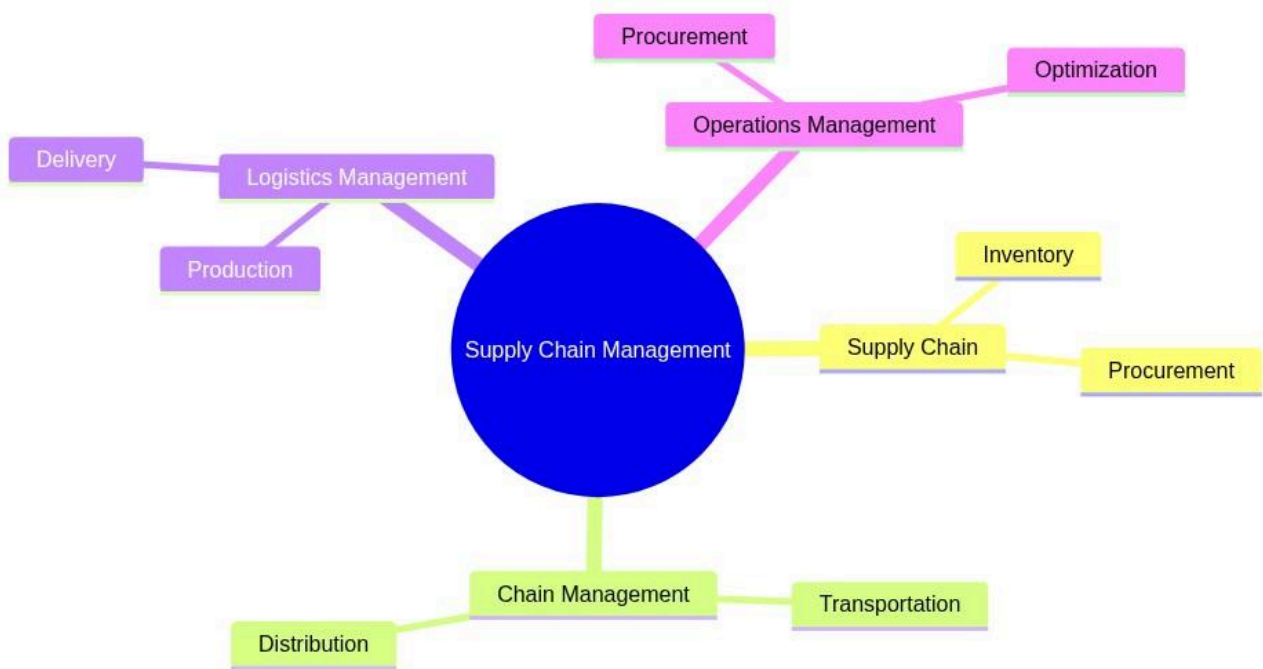 Procurement
Optimization
Operations Management
Delivery
Logistics Management
Production
Inventory
Supply Chain Management
Supply Chain
Procurement
Chain Management
Transportation
Distribution